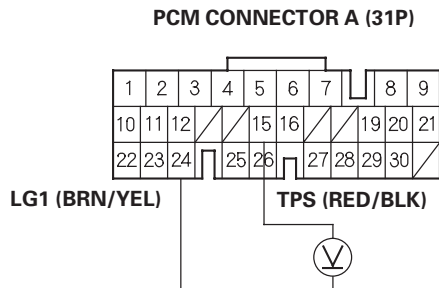 PCM CONNECTOR A (31P)
1 2 3 4 5 6 7 8 9
10 11 12 15 16 19 20 21
22 23 24 25 26 27 28 29 30
LG1 (BRN/YEL) TPS (RED/BLK)
V